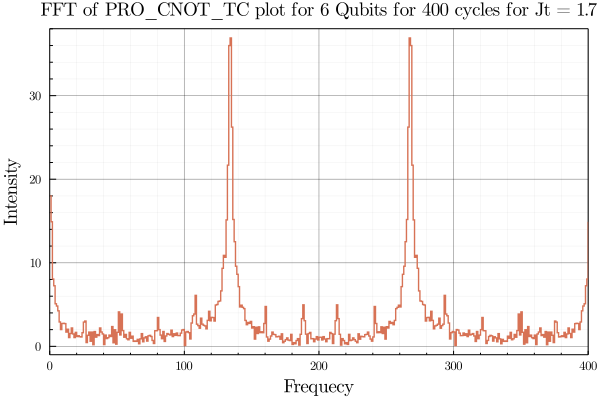 FFT of PRO_CNOT_TC plot for 6 Qubits for 400 cycles for Jt = 1.7
Intensity
30
20
10
0
0 100 200 300 400
Frequecy